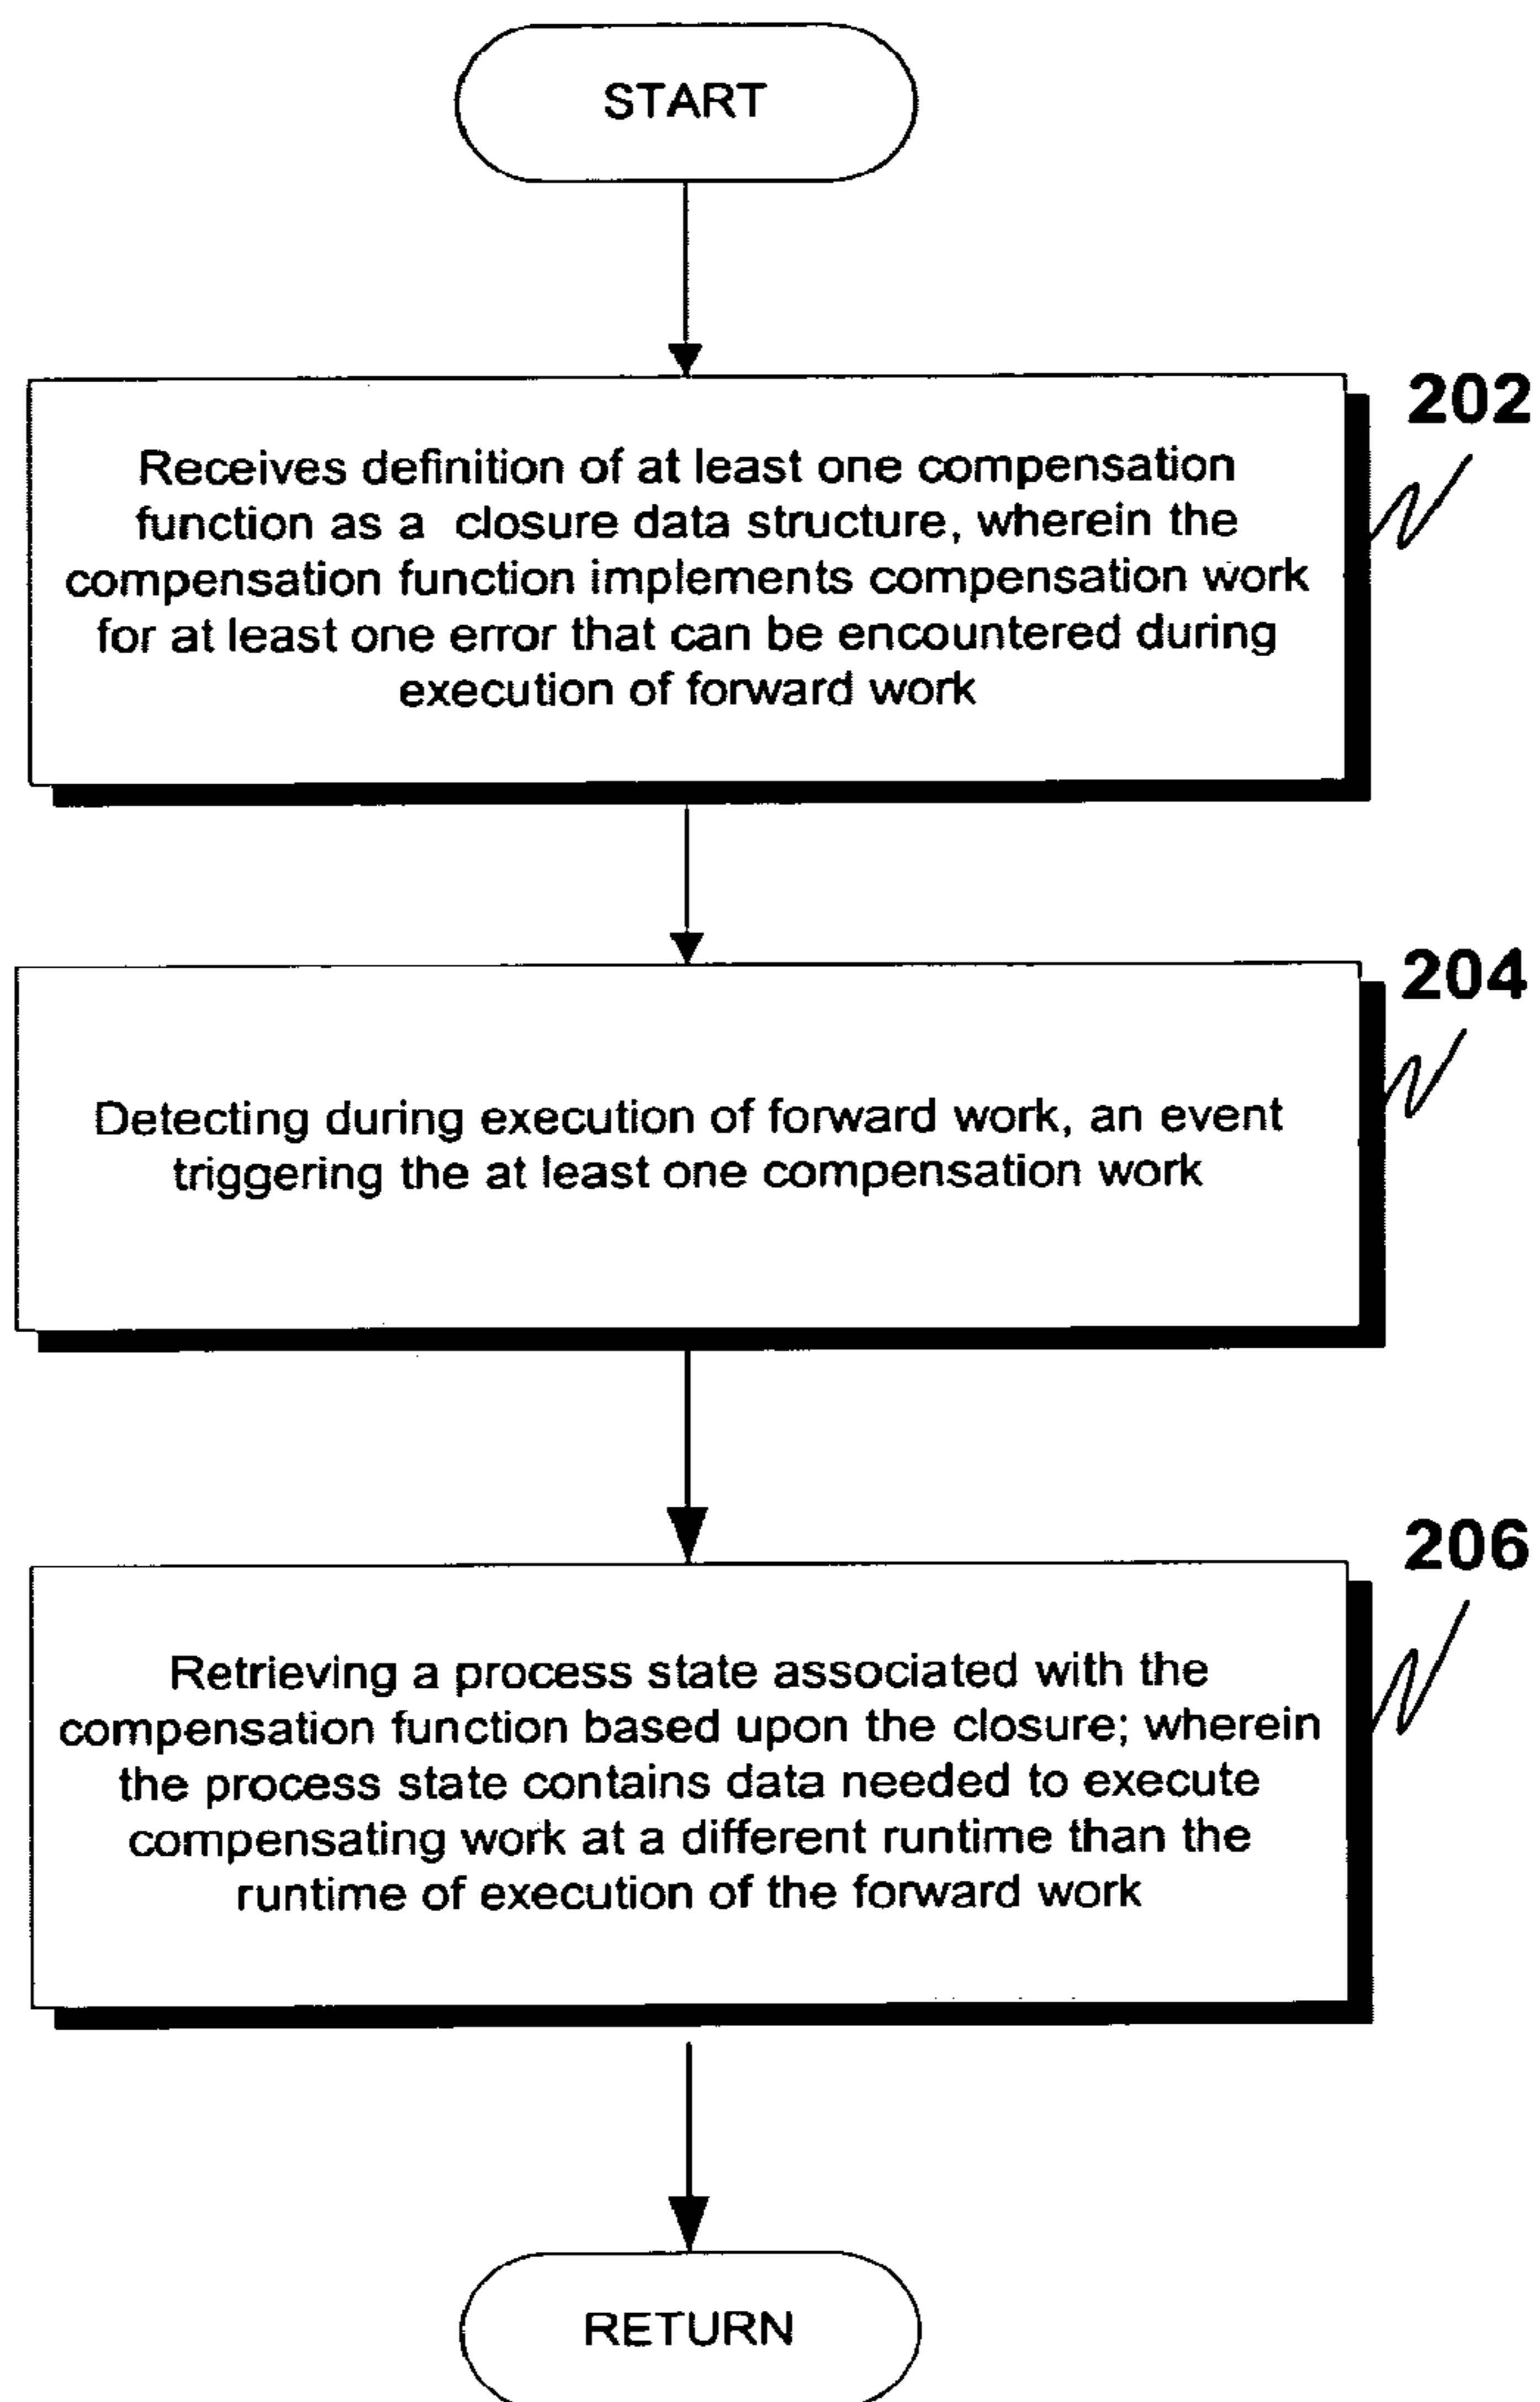 START
202
Receives definition of at least one compensation
function as a closure data structure, wherein the
compensation function implements compensation work
for at least one error that can be encountered during
execution of forward work
204
Detecting during execution of forward work, an event
triggering the at least one compensation work
206
Retrieving a process state associated with the
compensation function based upon the closure; wherein
the process state contains data needed to execute
compensating work at a different runtime than the
runtime of execution of the forward work
RETURN